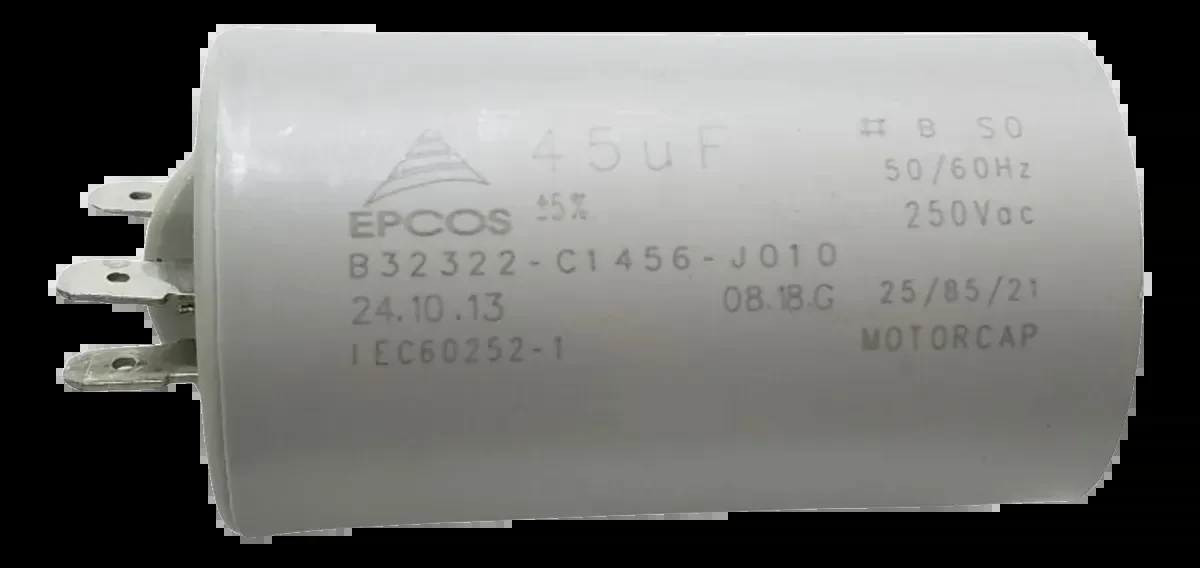 45uF
EPCOS ±5%
B32322-C1456-J010
24.10.13 08.18.G
IEC60252-1
# B S0
50/60Hz
250Vac
25/85/21
MOTORCAP